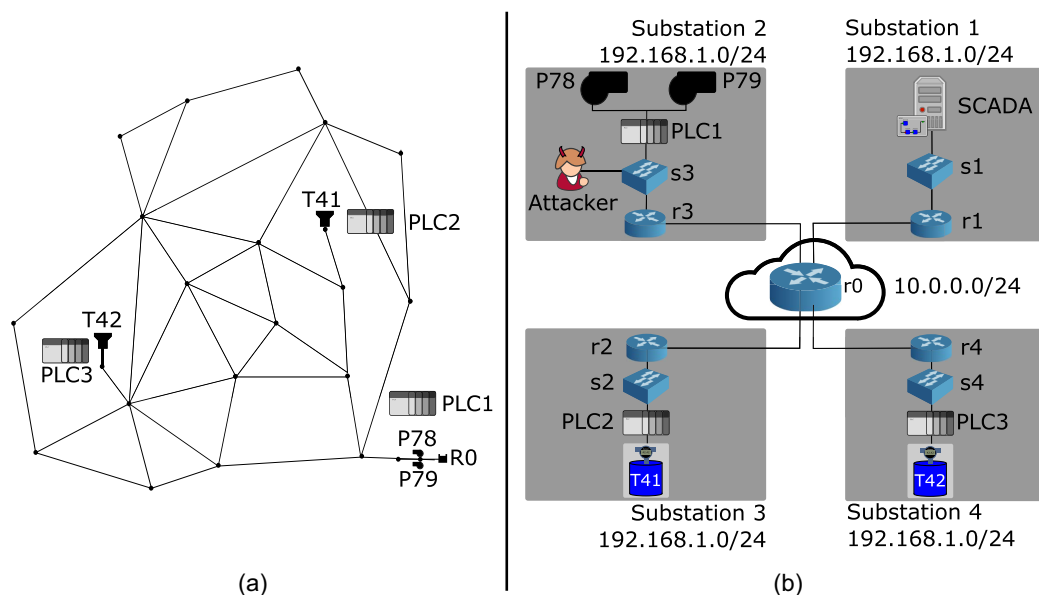 T41
PLC2
T42
PLC3
PLC1
P78
R0
P79
(a)
Substation 2
192.168.1.0/24
P78
P79
PLC1
s3
Attacker
r3
Substation 1
192.168.1.0/24
SCADA
s1
r1
r0
10.0.0.0/24
r2
s2
PLC2
T41
Substation 3
192.168.1.0/24
r4
s4
PLC3
T42
Substation 4
192.168.1.0/24
(b)